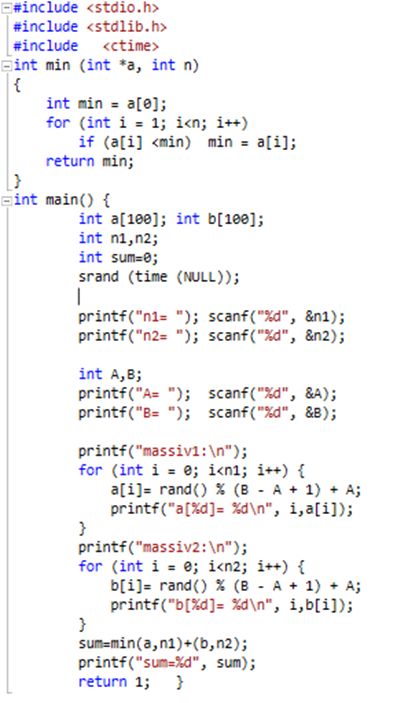 #include <stdio.h>
#include <stdlib.h>
#include   <ctime>
int min (int *a, int n)
{
    int min = a[0];
    for (int i = 1; i<n; i++)
        if (a[i] <min)  min = a[i];
    return min;
}
int main() {
        int a[100]; int b[100];
        int n1,n2;
        int sum=0;
        srand (time (NULL));

        printf("n1= "); scanf("%d", &n1);
        printf("n2= "); scanf("%d", &n2);

        int A,B;
        printf("A= ");  scanf("%d", &A);
        printf("B= ");  scanf("%d", &B);

        printf("massiv1:\n");
        for (int i = 0; i<n1; i++) {
            a[i]= rand() % (B - A + 1) + A;
            printf("a[%d]= %d\n", i,a[i]);
        }
        printf("massiv2:\n");
        for (int i = 0; i<n2; i++) {
            b[i]= rand() % (B - A + 1) + A;
            printf("b[%d]= %d\n", i,b[i]);
        }
        sum=min(a,n1)+(b,n2);
        printf("sum=%d", sum);
        return 1;   }